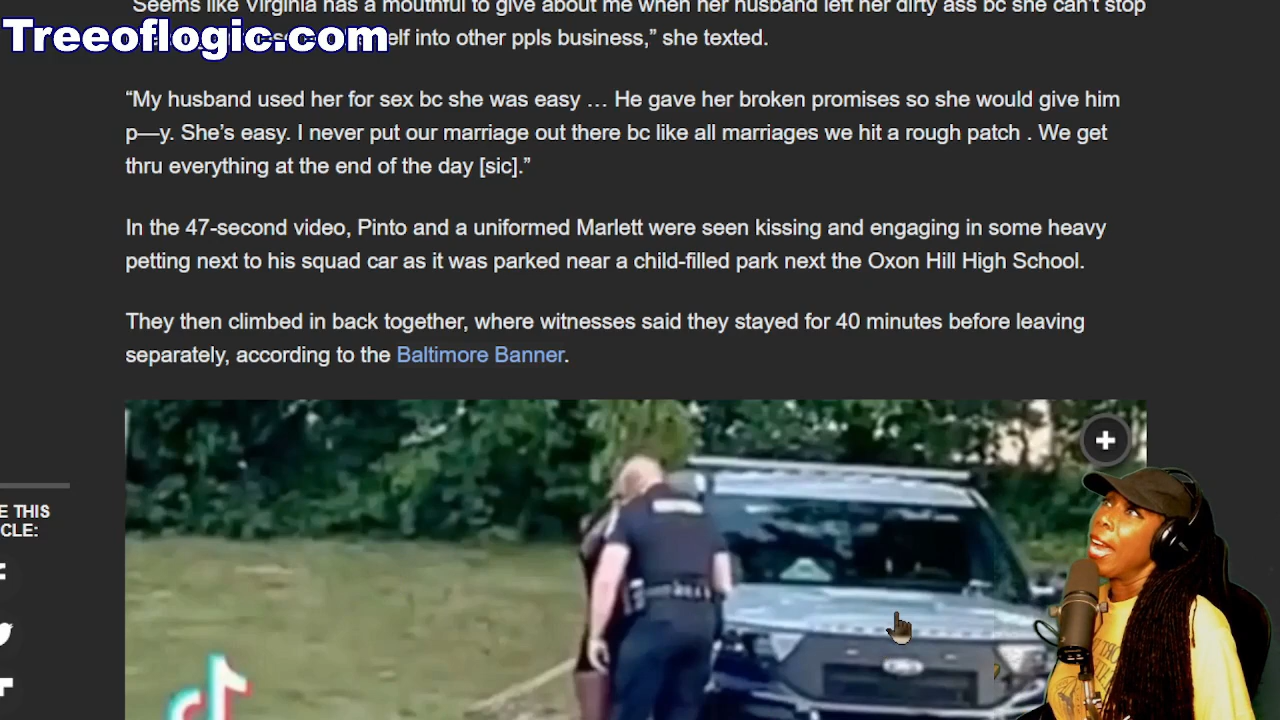 "Seems like Virginia has a mouthful to give about me when her husband left her dirty ass bc she can't stop
Treeoflogic.com
elf into other ppls business," she texted.
“My husband used her for sex bc she was easy … He gave her broken promises so she would give him
p—y. She’s easy. I never put our marriage out there bc like all marriages we hit a rough patch . We get
thru everything at the end of the day [sic].”
In the 47-second video, Pinto and a uniformed Marlett were seen kissing and engaging in some heavy
petting next to his squad car as it was parked near a child-filled park next the Oxon Hill High School.
They then climbed in back together, where witnesses said they stayed for 40 minutes before leaving
separately, according to the Baltimore Banner.
E THIS
CLE: